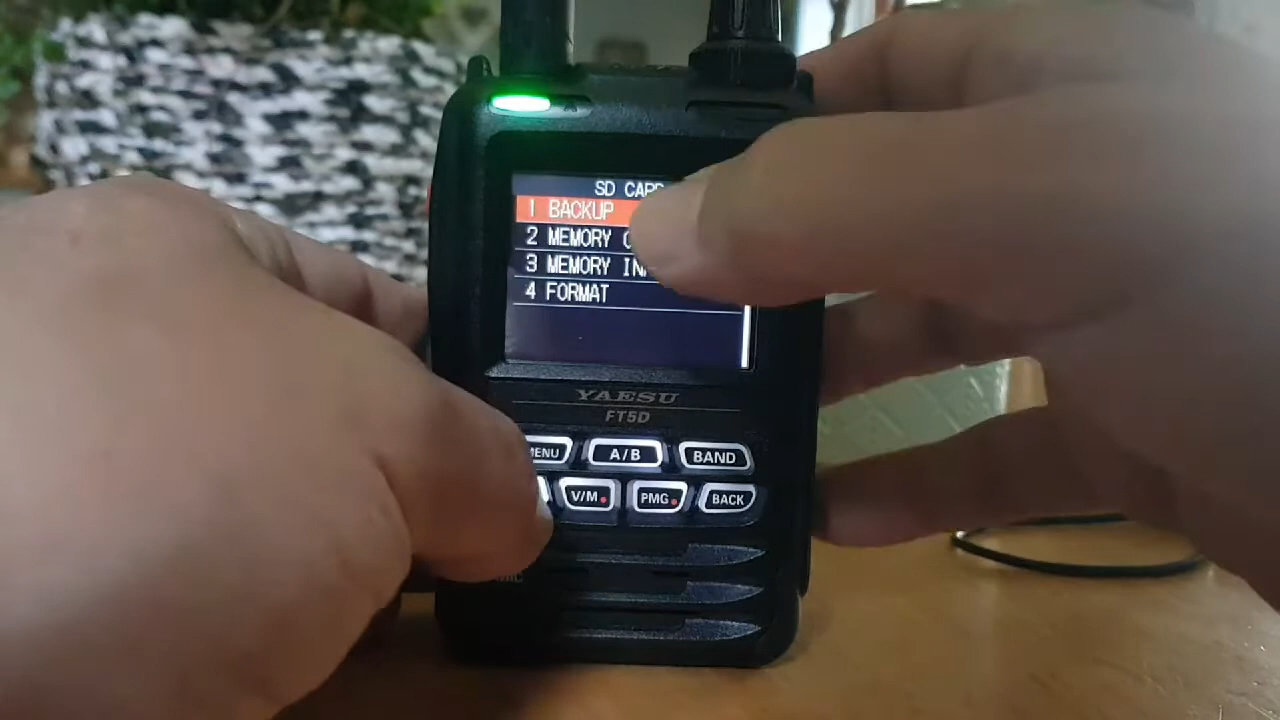 SD CARD
1 BACKUP
2 MEMORY
3 MEMORY
4 FORMAT
YAESU
FT5D
MENU A/B BAND
V/M PMG BACK